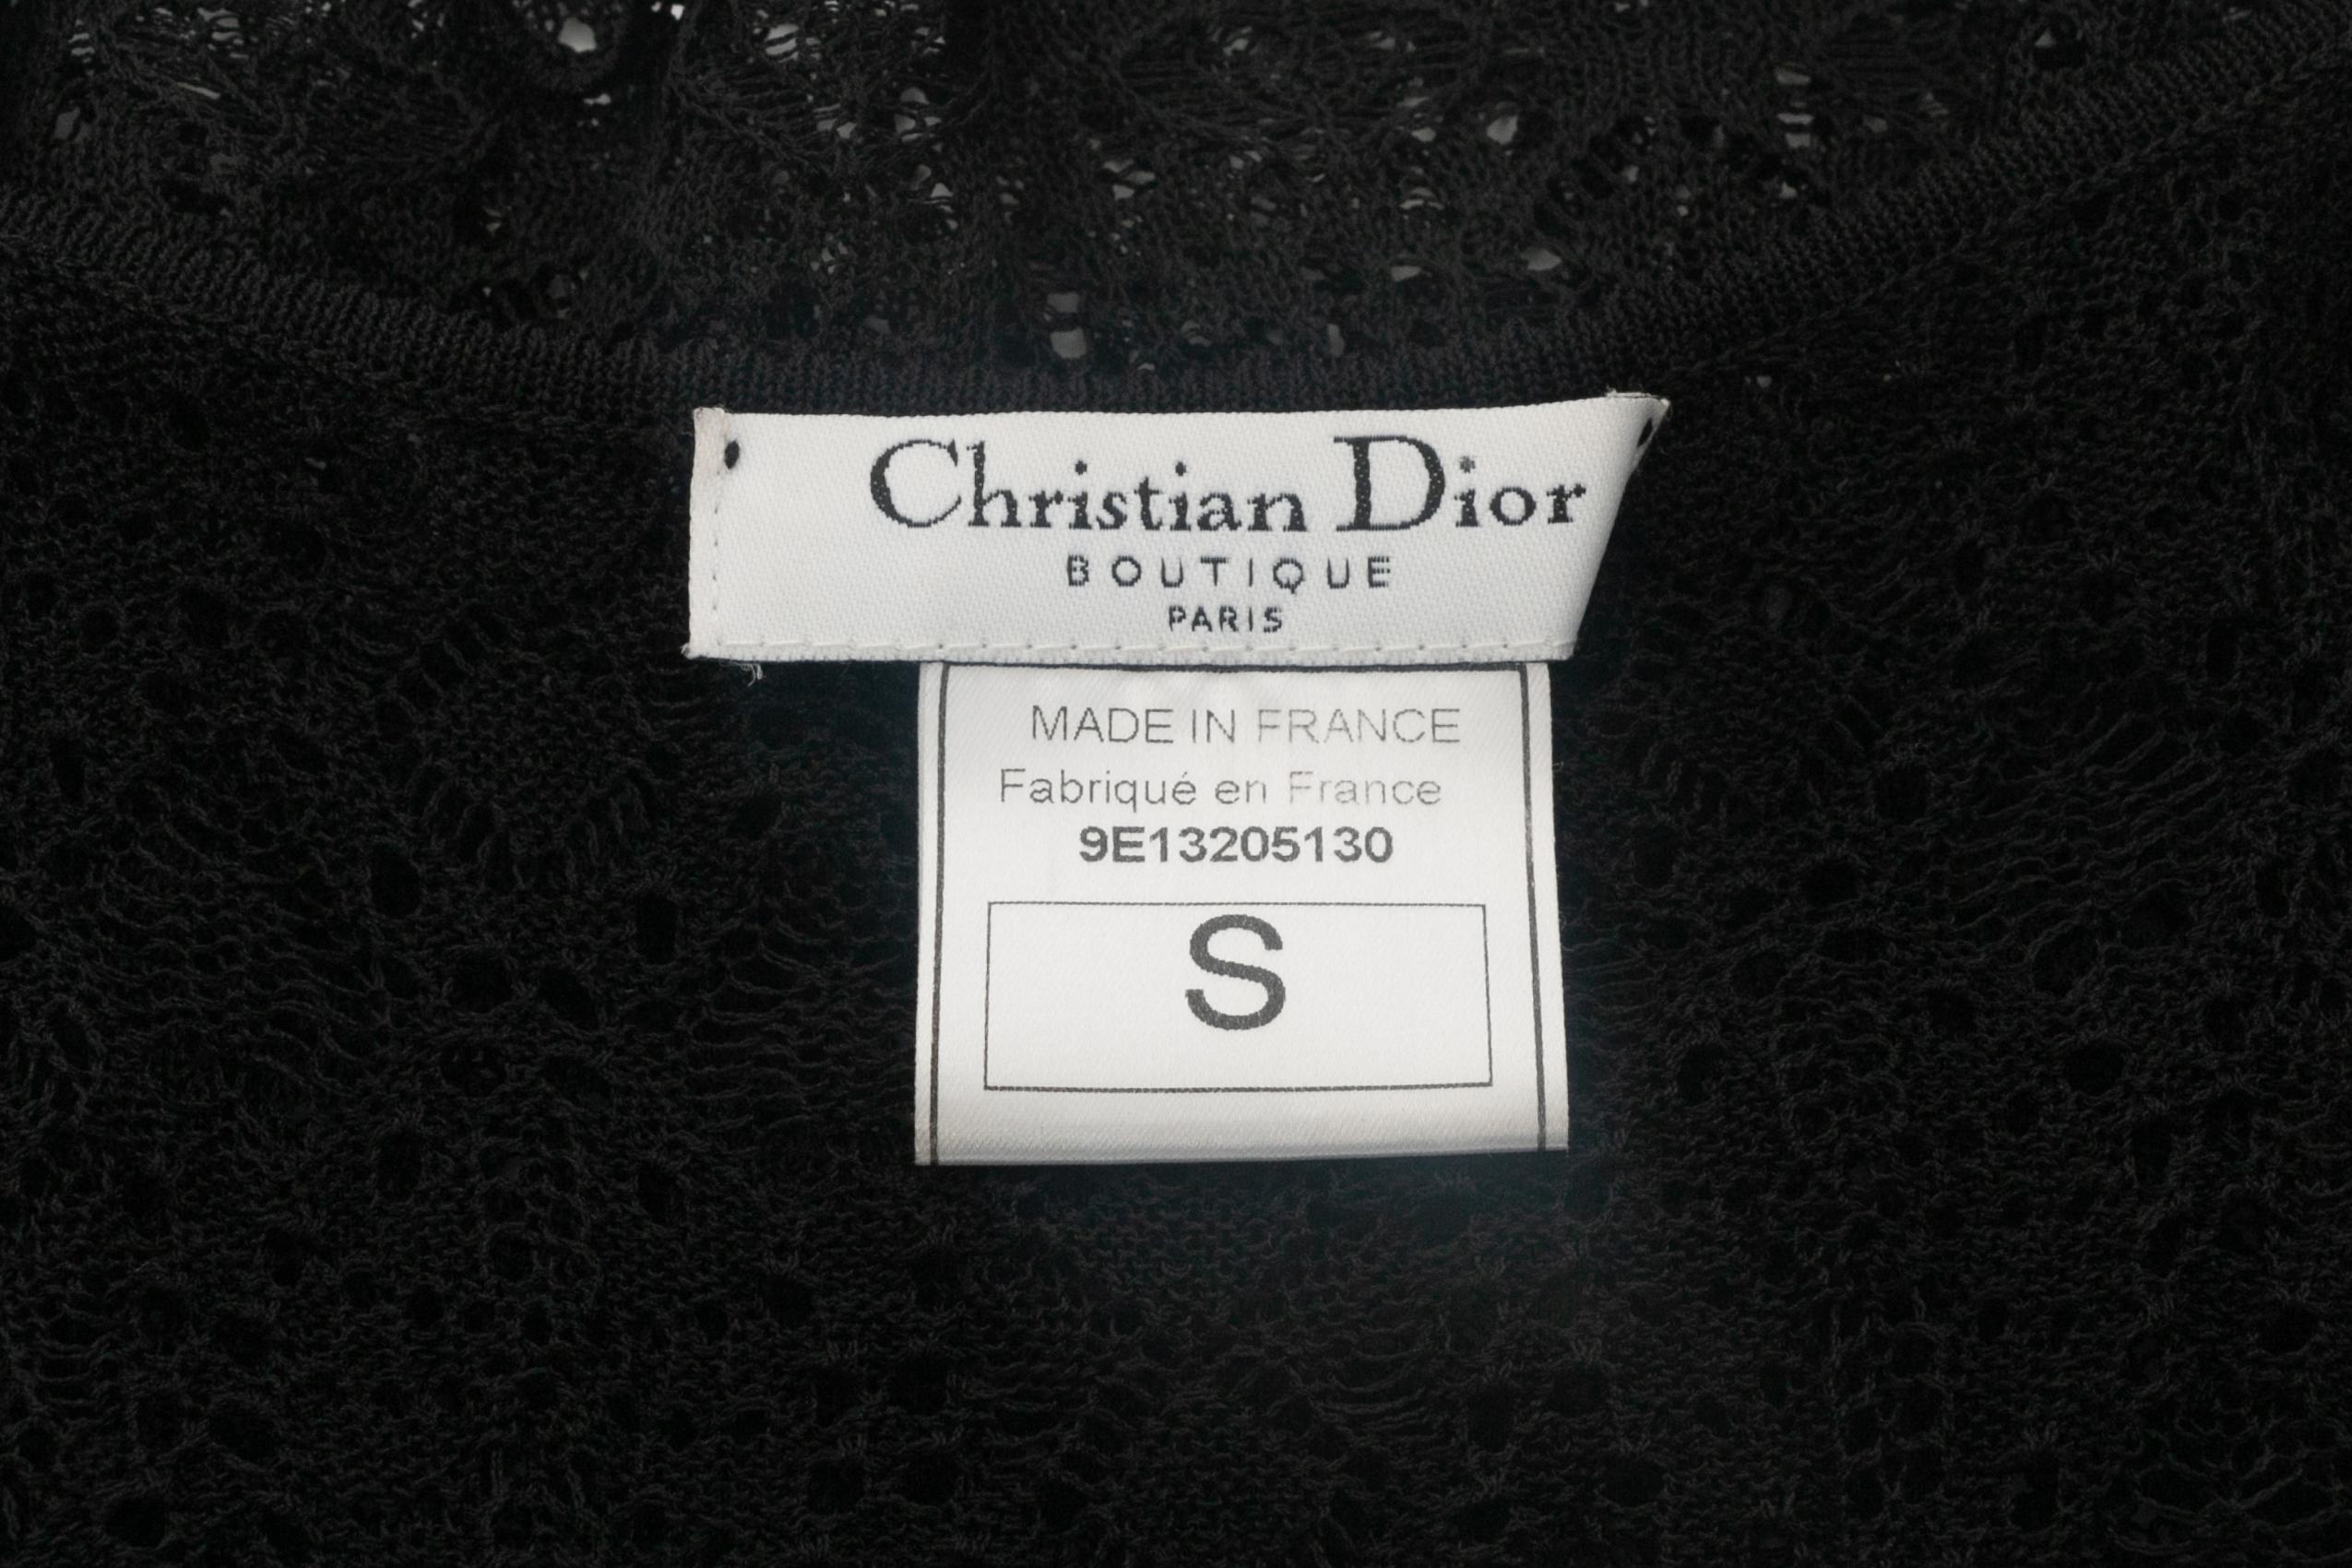 Christian Dior
BOUTIQUE
PARIS
MADE IN FRANCE
Fabriqué en France
9E13205130
S